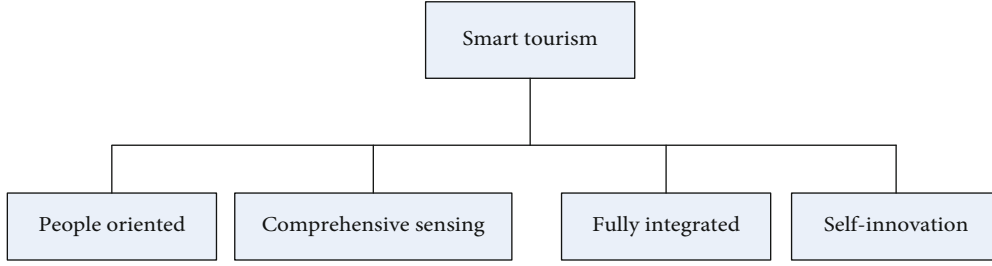 Smart tourism
People oriented
Comprehensive sensing
Fully integrated
Self-innovation